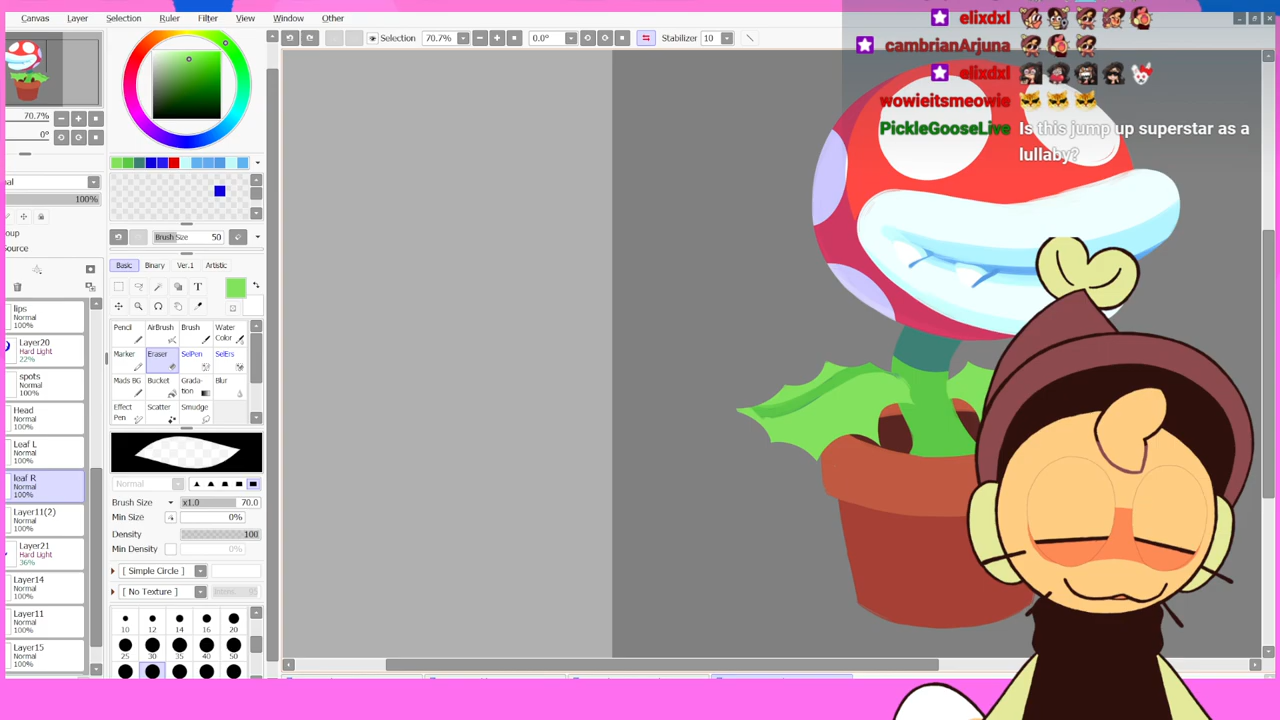 Canvas Layer Selection Ruler Filter View Window Other
elixdxl
cambrianArjuna
elixdxl
wowieitsmeowie
PickleGooseLive Is this jump up superstar as a
lullaby?
Selection 70.7% 0.0° Stabilizer 10
70.7%
0°
100%
Brush Size 50
Basic Binary Ver.1 Artistic
T
Pencil AirBrush Brush Water Color
Marker Eraser SelPen SelErs
Mads BG Bucket Grada-tion Blur
Effect Pen Scatter Smudge
Normal
Brush Size x1.0 70.0
Min Size 0%
Density 100
Min Density 0%
[ Simple Circle ]
[ No Texture ]
10 12 14 16 20
25 30 35 40 50
lips
Normal
100%
Layer20
Hard Light
22%
spots
Normal
100%
Head
Normal
100%
Leaf L
Normal
100%
leaf R
Normal
100%
Layer11(2)
Normal
100%
Layer21
Hard Light
36%
Layer14
Normal
100%
Layer11
Normal
100%
Layer15
Normal
100%